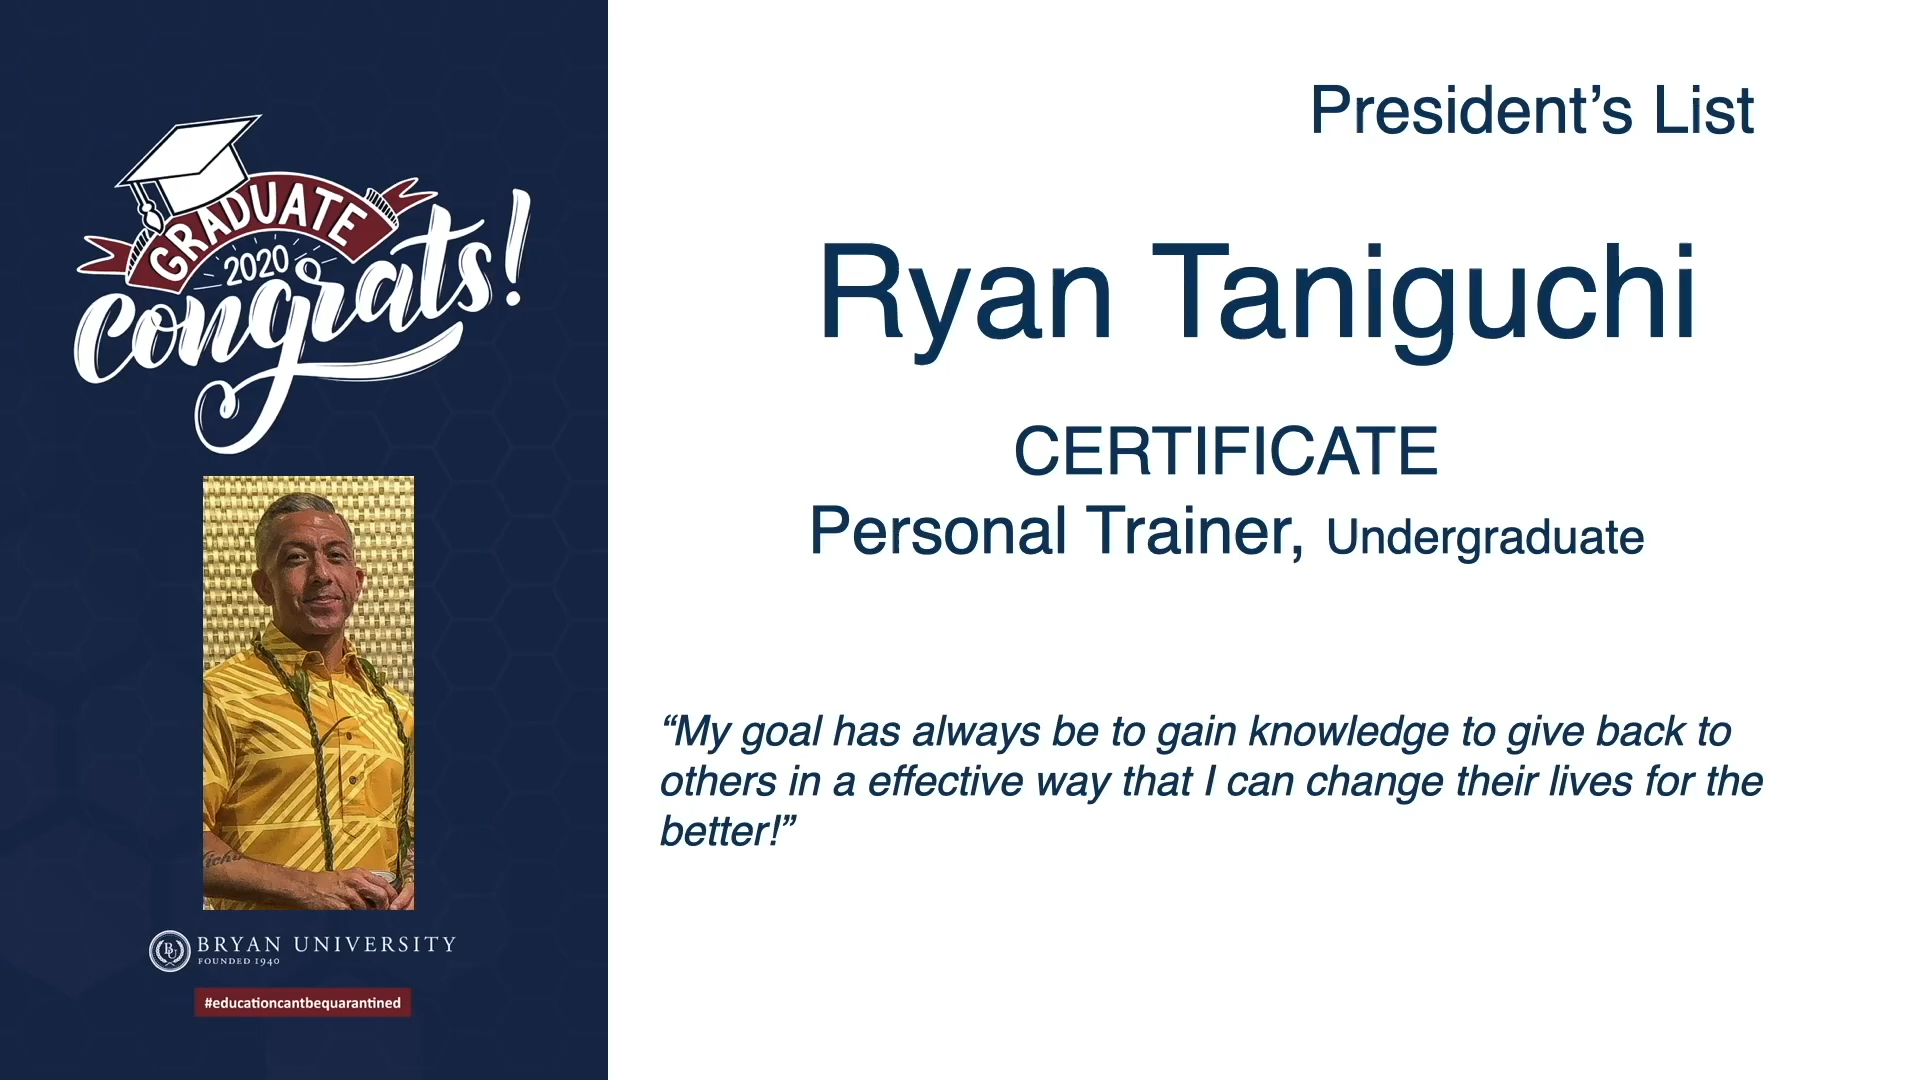 GRADUATE
2020
congrats!
BRYAN UNIVERSITY
FOUNDED 1940
#educationcantbequarantined
President’s List
Ryan Taniguchi
CERTIFICATE
Personal Trainer, Undergraduate
“My goal has always be to gain knowledge to give back to
others in a effective way that I can change their lives for the
better!”